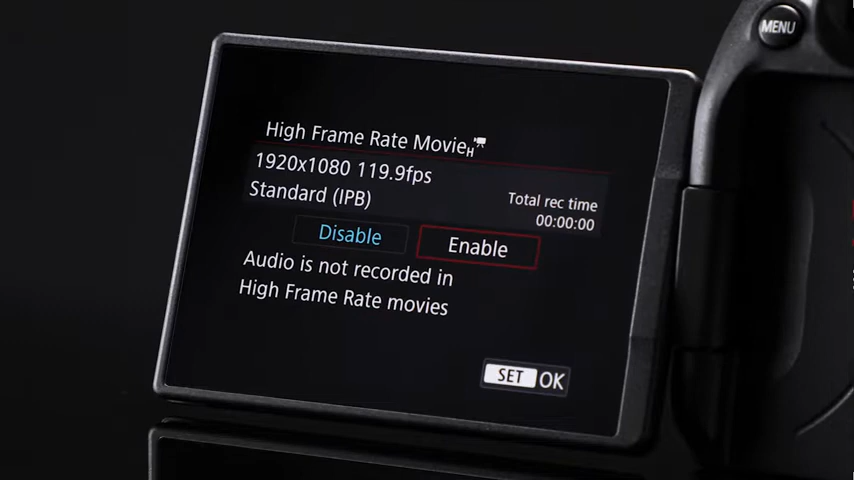 MENU
High Frame Rate Movie H
1920x1080 119.9fps
Standard (IPB)
Total rec time
00:00:00
Disable
Enable
Audio is not recorded in
High Frame Rate movies
SET OK